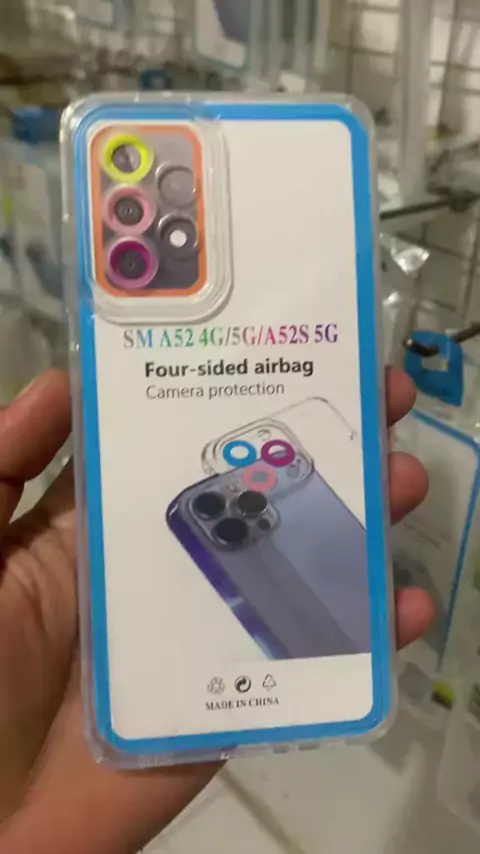 SM A52 4G/5G/A52S 5G
Four-sided airbag
Camera protection
MADE IN CHINA